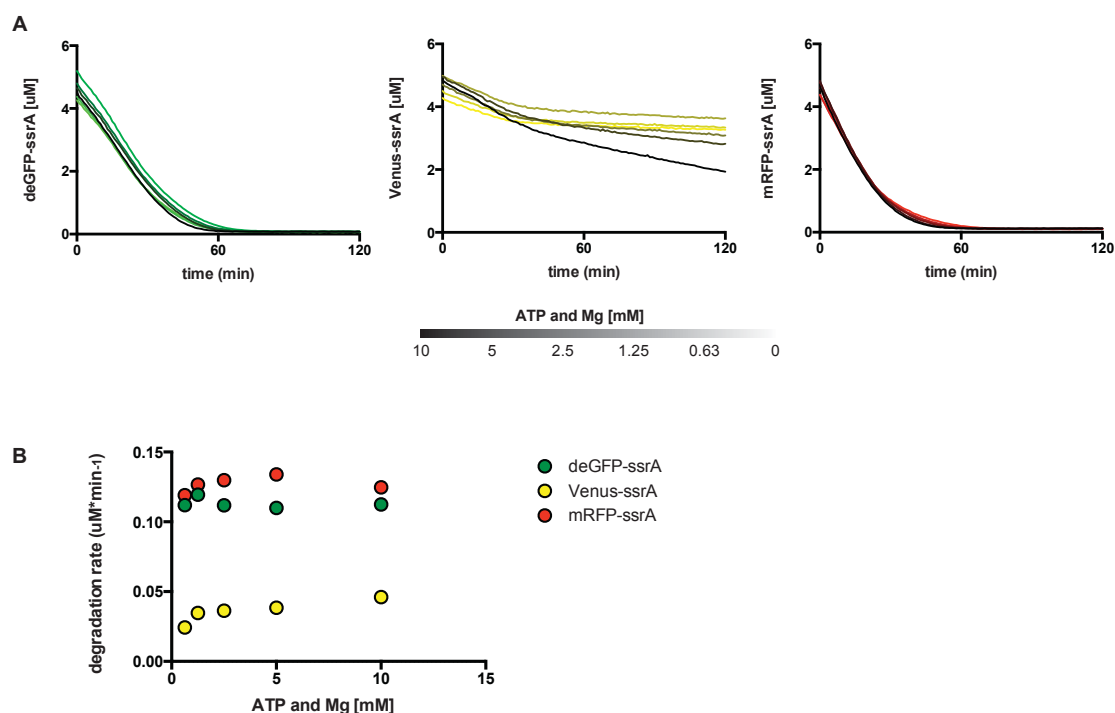 A
deGFP-ssrA [uM]
6
4
2
0
0
60
120
time (min)
Venus-ssrA [uM]
6
4
2
0
0
60
120
time (min)
mRFP-ssrA [uM]
6
4
2
0
0
60
120
time (min)
ATP and Mg [mM]
10 5 2.5 1.25 0.63 0
B
degradation rate (uM*min-1)
0.15
0.10
0.05
0.00
0 5 10 15
ATP and Mg [mM]
deGFP-ssrA
Venus-ssrA
mRFP-ssrA